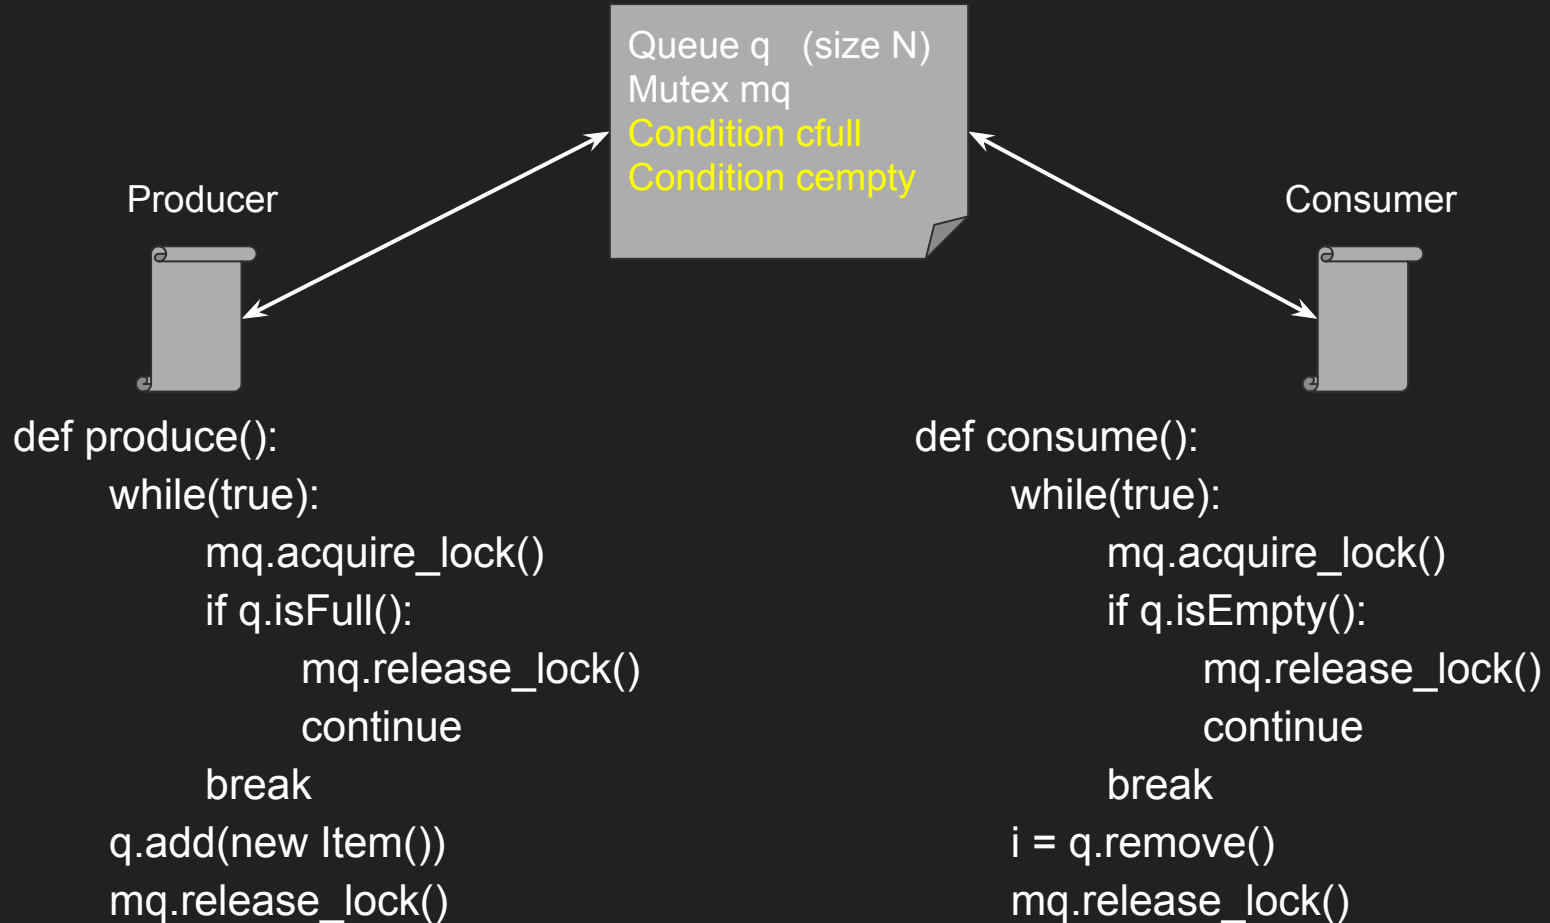 Queue q (size N)
Mutex mq
Condition cfull
Condition cempty
Producer
Consumer
def produce():
while(true):
mq.acquire_lock()
if q.isFull():
mq.release_lock()
continue
break
q.add(new Item())
mq.release_lock()
def consume():
while(true):
mq.acquire_lock()
if q.isEmpty():
mq.release_lock()
continue
break
i = q.remove()
mq.release_lock()